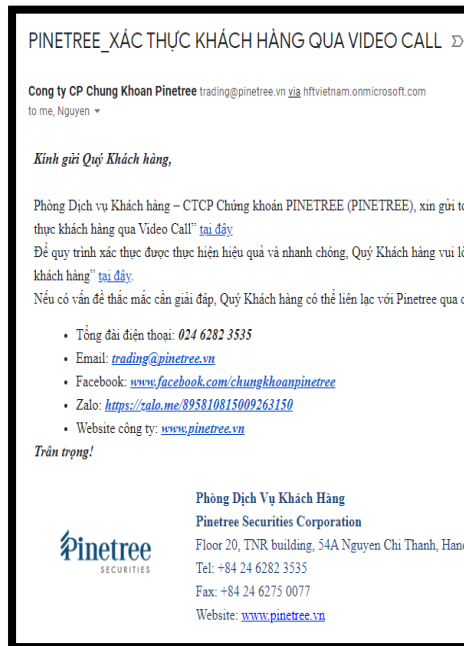 PINETREE_XÁC THỰC KHÁCH HÀNG QUA VIDEO CALL
Cong ty CP Chung Khoan Pinetree trading@pinetree.vn via hftvietnam.onmicrosoft.com
to me, Nguyen
Kính gửi Quý Khách hàng,
Phòng Dịch vụ Khách hàng – CTCP Chứng khoán PINETREE (PINETREE), xin gửi
thực khách hàng qua Video Call" tại đây
Để quy trình xác thực được thực hiện hiệu quả và nhanh chóng, Quý Khách hàng vui
khách hàng" tại đây.
Nếu có vấn đề thắc mắc cần giải đáp, Quý Khách hàng có thể liên lạc với Pinetree qua
• Tổng đài điện thoại: 024 6282 3535
• Email: trading@pinetree.vn
• Facebook: www.facebook.com/chungkhoanpinetree
• Zalo: https://zalo.me/895810815009263150
• Website công ty: www.pinetree.vn
Trân trọng!
Phòng Dịch Vụ Khách Hàng
Pinetree Securities Corporation
Floor 20, TNR building, 54A Nguyen Chi Thanh,
Pinetree
SECURITIES
Tel: +84 24 6282 3535
Fax: +84 24 6275 0077
Website: www.pinetree.vn